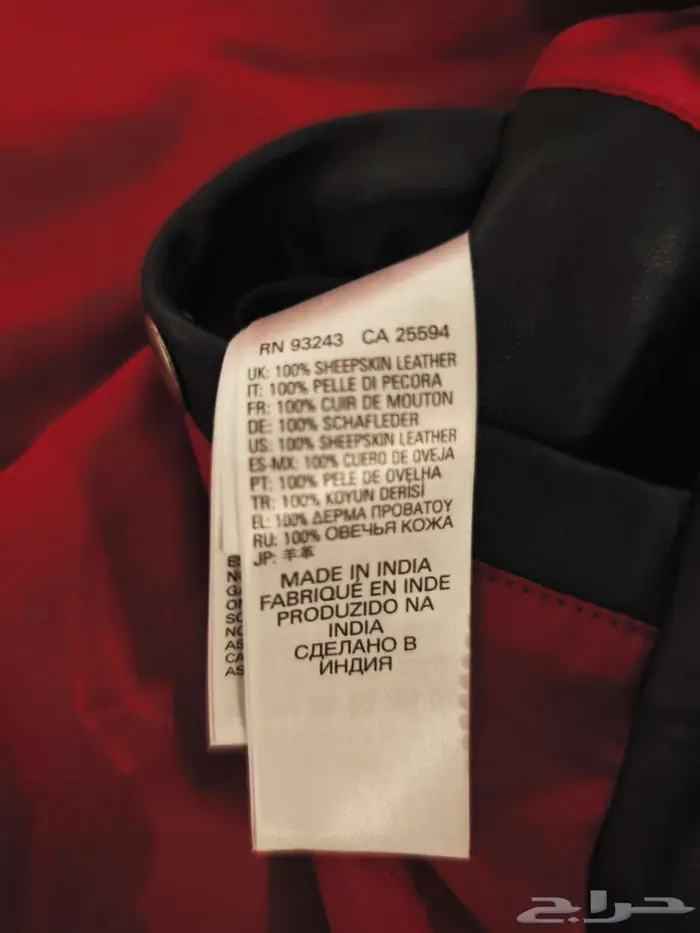 RN 93243 CA 25594
UK: 100% SHEEPSKIN LEATHER
IT: 100% PELLE DI PECORA
FR: 100% CUIR DE MOUTON
DE: 100% SCHAFLEDER
US: 100% SHEEPSKIN LEATHER
ES-MX: 100% CUERO DE OVEJA
PT: 100% PELE DE OVELHA
TR: 100% KOYUN DERİSİ
EL: 100% ΔΕΡΜΑ ΠΡΟΒΑΤΟΥ
RU: 100% ОВЕЧЬЯ КОЖА
JP: 羊革
MADE IN INDIA
FABRIQUÉ EN INDE
PRODUZIDO NA
INDIA
СДЕЛАНО В
ИНДИЯ
حراج